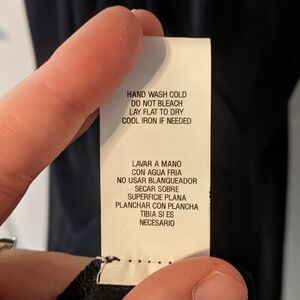 HAND WASH COLD
DO NOT BLEACH
LAY FLAT TO DRY
COOL IRON IF NEEDED
LAVAR A MANO
CON AGUA FRIA
NO USAR BLANQUEADOR
SECAR SOBRE
SUPERFICIE PLANA
PLANCHAR CON PLANCHA
TIBIA SI ES
NECESARIO